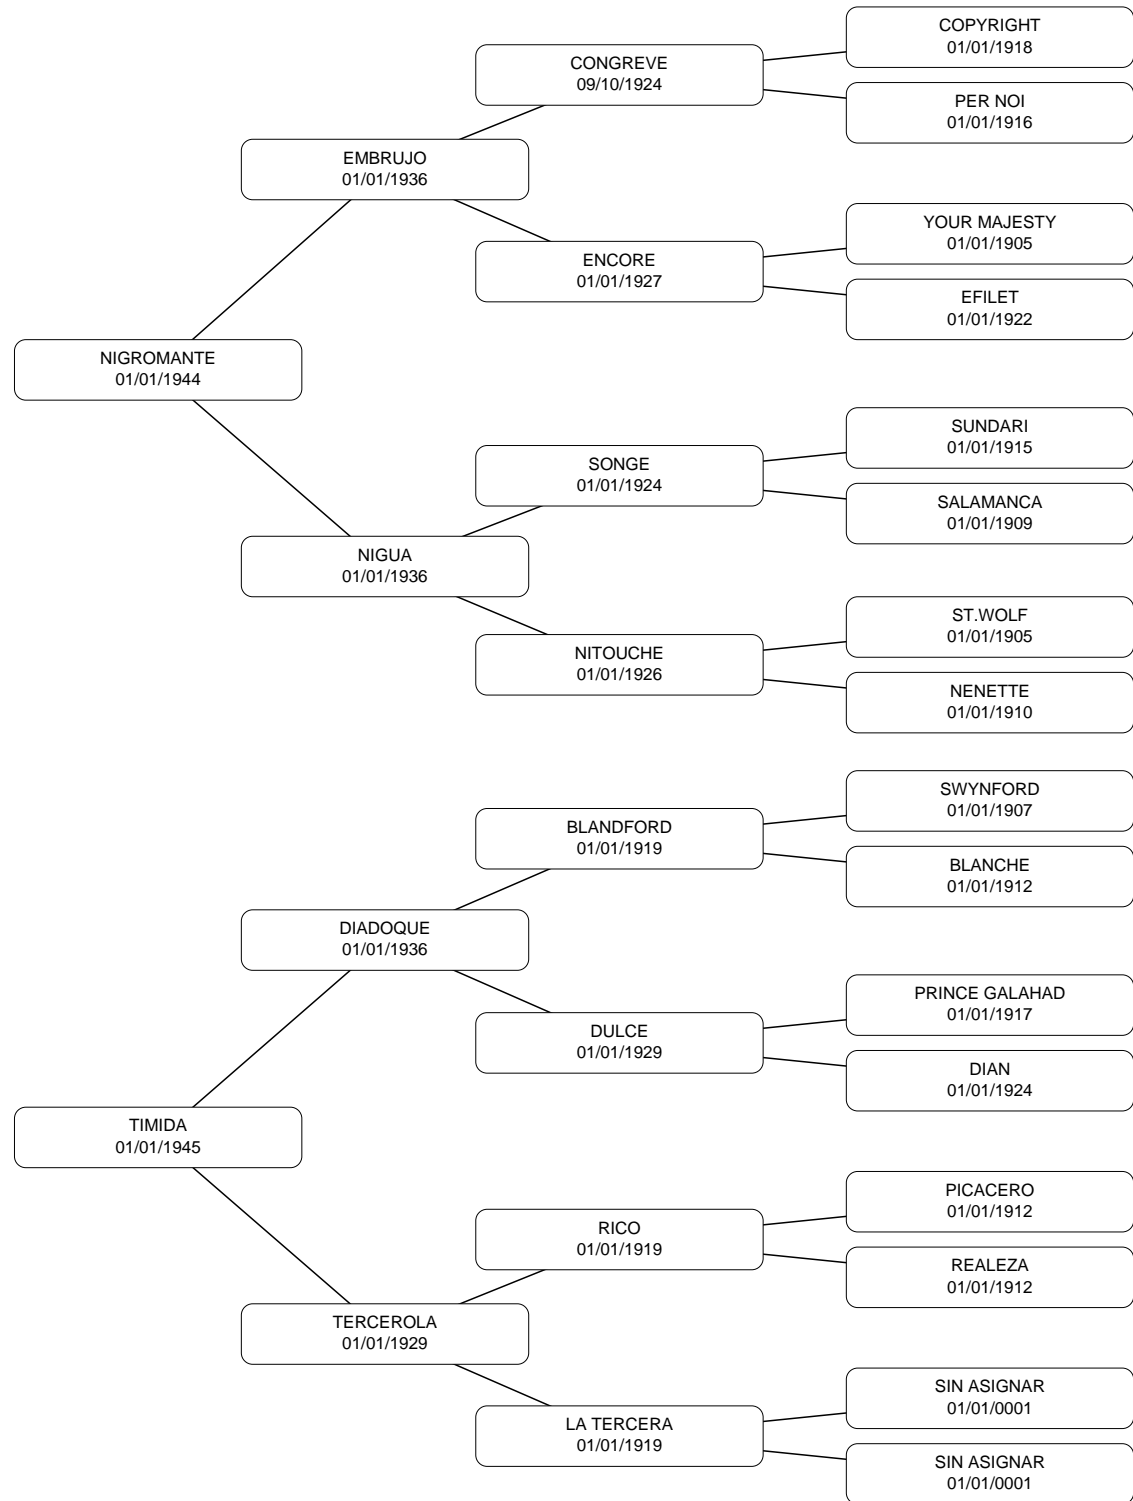 COPYRIGHT
01/01/1918
CONGREVE
09/10/1924
PER NOI
01/01/1916
EMBRUJO
01/01/1936
YOUR MAJESTY
01/01/1905
ENCORE
01/01/1927
EFILET
01/01/1922
NIGROMANTE
01/01/1944
SUNDARI
01/01/1915
SONGE
01/01/1924
SALAMANCA
01/01/1909
NIGUA
01/01/1936
ST.WOLF
01/01/1905
NITOUCHE
01/01/1926
NENETTE
01/01/1910
SWYNFORD
01/01/1907
BLANDFORD
01/01/1919
BLANCHE
01/01/1912
DIADOQUE
01/01/1936
PRINCE GALAHAD
01/01/1917
DULCE
01/01/1929
DIAN
01/01/1924
TIMIDA
01/01/1945
PICACERO
01/01/1912
RICO
01/01/1919
REALEZA
01/01/1912
TERCEROLA
01/01/1929
SIN ASIGNAR
01/01/0001
LA TERCERA
01/01/1919
SIN ASIGNAR
01/01/0001